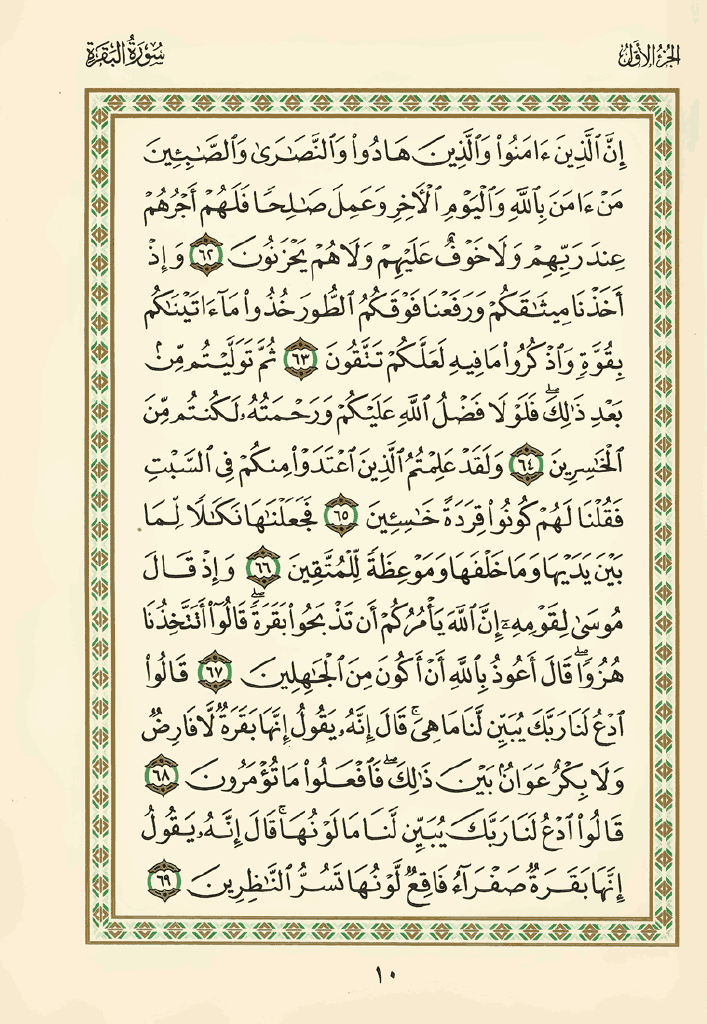 الجزء الأول
سورة البقرة
إِنَّ ٱلَّذِينَ ءَامَنُوا۟ وَٱلَّذِينَ هَادُوا۟ وَٱلنَّصَـٰرَىٰ وَٱلصَّـٰبِـِٔينَ
مَنْ ءَامَنَ بِٱللَّهِ وَٱلْيَوْمِ ٱلْأَخِرِ وَعَمِلَ صَـٰلِحًا فَلَهُمْ أَجْرُهُمْ
عِندَ رَبِّهِمْ وَلَا خَوْفٌ عَلَيْهِمْ وَلَا هُمْ يَحْزَنُونَ ٦٢ وَإِذْ
أَخَذْنَا مِيثَـٰقَكُمْ وَرَفَعْنَا فَوْقَكُمُ ٱلطُّورَ خُذُوا۟ مَآ ءَاتَيْنَـٰكُم
بِقُوَّةٍ وَٱذْكُرُوا۟ مَا فِيهِ لَعَلَّكُمْ تَتَّقُونَ ٦٣ ثُمَّ تَوَلَّيْتُم مِّنۢ
بَعْدِ ذَٰلِكَ ۖ فَلَوْلَا فَضْلُ ٱللَّهِ عَلَيْكُمْ وَرَحْمَتُهُۥ لَكُنتُم مِّنَ
ٱلْخَـٰسِرِينَ ٦٤ وَلَقَدْ عَلِمْتُمُ ٱلَّذِينَ ٱعْتَدَوْا۟ مِنكُمْ فِى ٱلسَّبْتِ
فَقُلْنَا لَهُمْ كُونُوا۟ قِرَدَةً خَـٰسِـِٔينَ ٦٥ فَجَعَلْنَـٰهَا نَكَـٰلًا لِّمَا
بَيْنَ يَدَيْهَا وَمَا خَلْفَهَا وَمَوْعِظَةً لِّلْمُتَّقِينَ ٦٦ وَإِذْ قَالَ
مُوسَىٰ لِقَوْمِهِۦٓ إِنَّ ٱللَّهَ يَأْمُرُكُمْ أَن تَذْبَحُوا۟ بَقَرَةً ۖ قَالُوٓا۟ أَتَتَّخِذُنَا
هُزُوًا ۖ قَالَ أَعُوذُ بِٱللَّهِ أَنْ أَكُونَ مِنَ ٱلْجَـٰهِلِينَ ٦٧ قَالُوا۟
ٱدْعُ لَنَا رَبَّكَ يُبَيِّن لَّنَا مَا هِىَ ۚ قَالَ إِنَّهُۥ يَقُولُ إِنَّهَا بَقَرَةٌ لَّا فَارِضٌ
وَلَا بِكْرٌ عَوَانٌۢ بَيْنَ ذَٰلِكَ ۖ فَٱفْعَلُوا۟ مَا تُؤْمَرُونَ ٦٨
قَالُوا۟ ٱدْعُ لَنَا رَبَّكَ يُبَيِّن لَّنَا مَا لَوْنُهَا ۚ قَالَ إِنَّهُۥ يَقُولُ
إِنَّهَا بَقَرَةٌ صَفْرَآءُ فَاقِعٌ لَّوْنُهَا تَسُرُّ ٱلنَّـٰظِرِينَ ٦٩
١٠